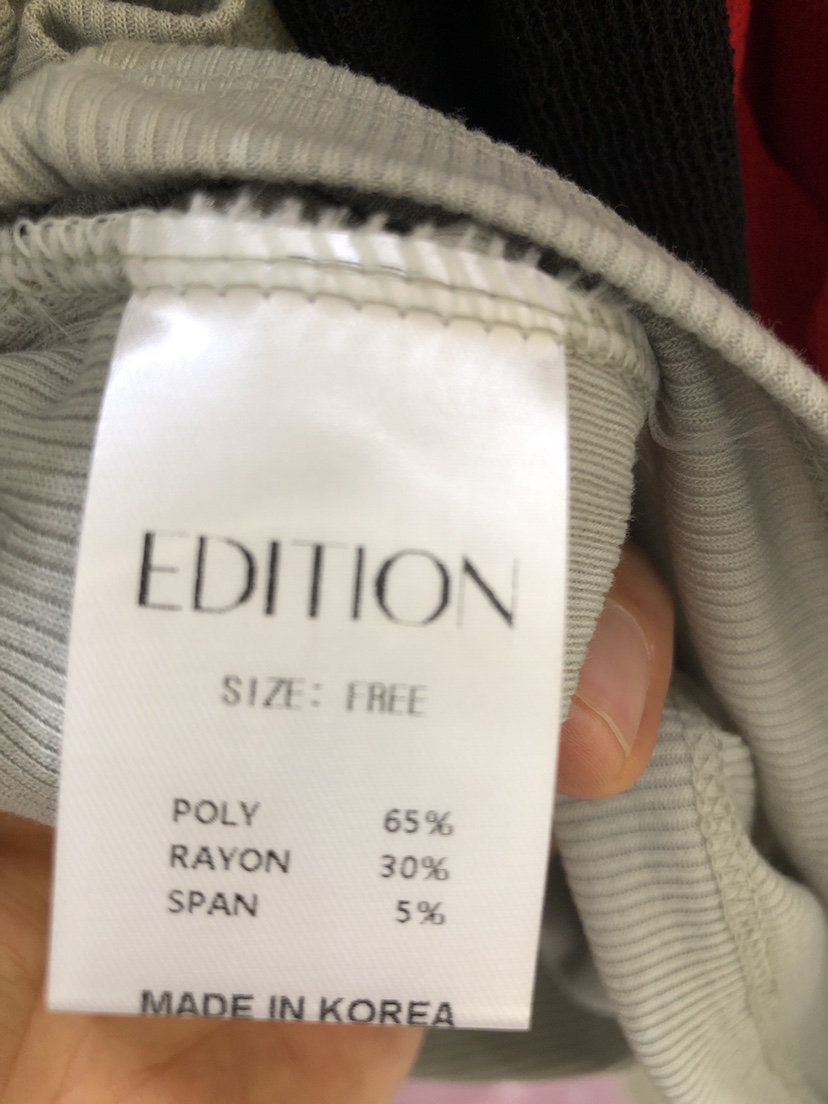 EDITION
SIZE: FREE
POLY 65%
RAYON 30%
SPAN 5%
MADE IN KOREA